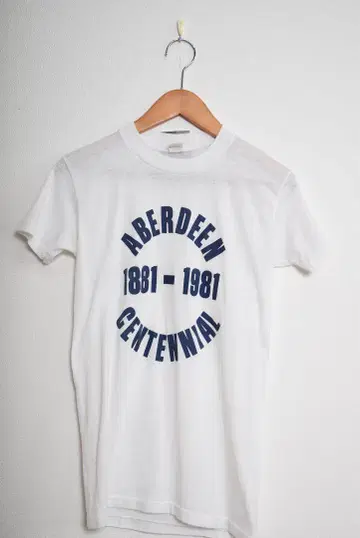 ABERDEEN
1881 - 1981
CENTENNIAL